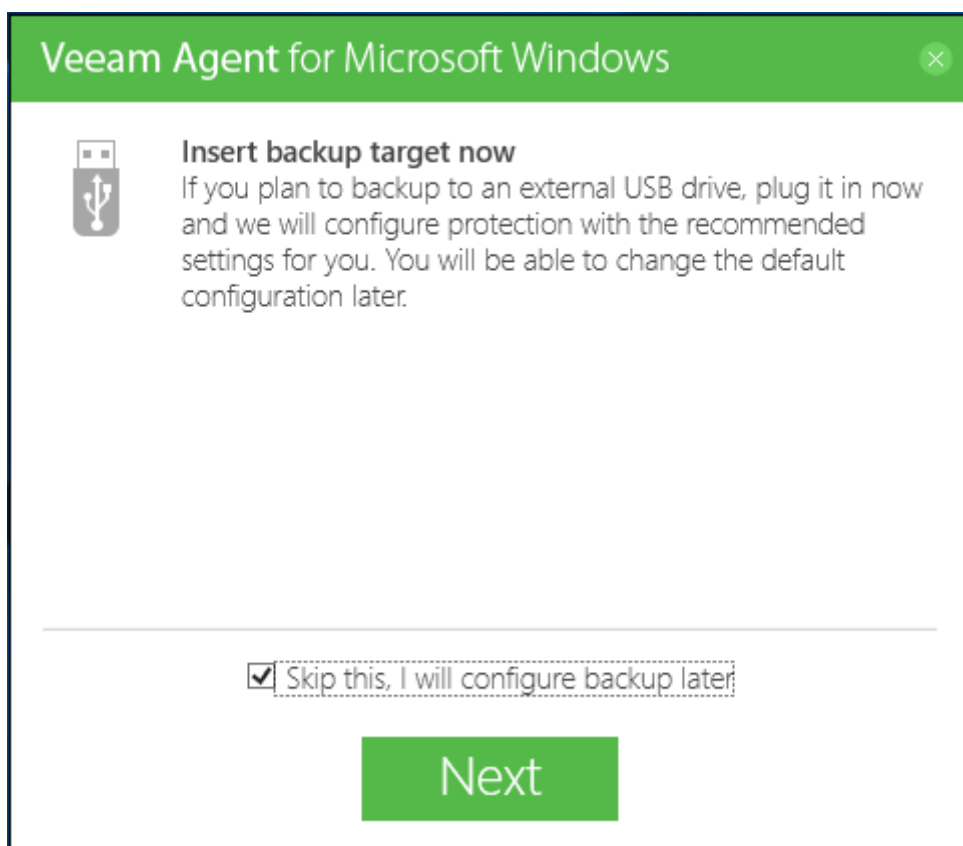 Veeam Agent for Microsoft Windows
Insert backup target now
If you plan to backup to an external USB drive, plug it in now
and we will configure protection with the recommended
settings for you. You will be able to change the default
configuration later.
Skip this, I will configure backup later
Next